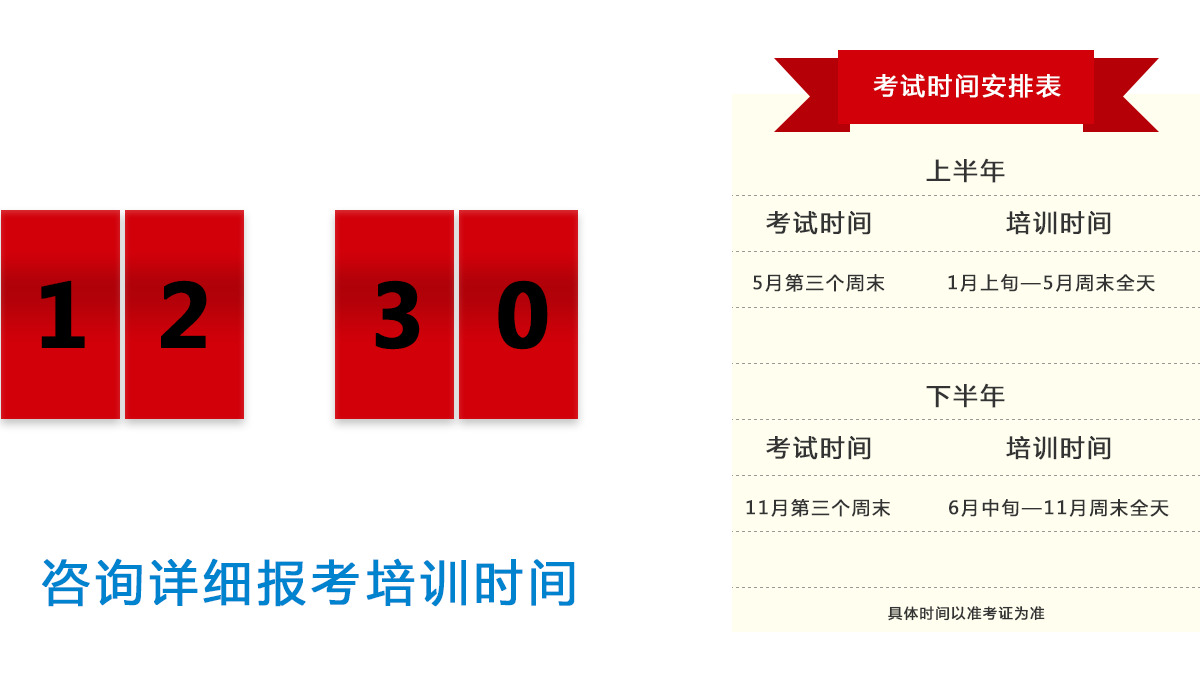 12 30
咨询详细报考培训时间
考试时间安排表
上半年
考试时间 培训时间
5月第三个周末 1月上旬—5月周末全天
下半年
考试时间 培训时间
11月第三个周末 6月中旬—11月周末全天
具体时间以准考证为准